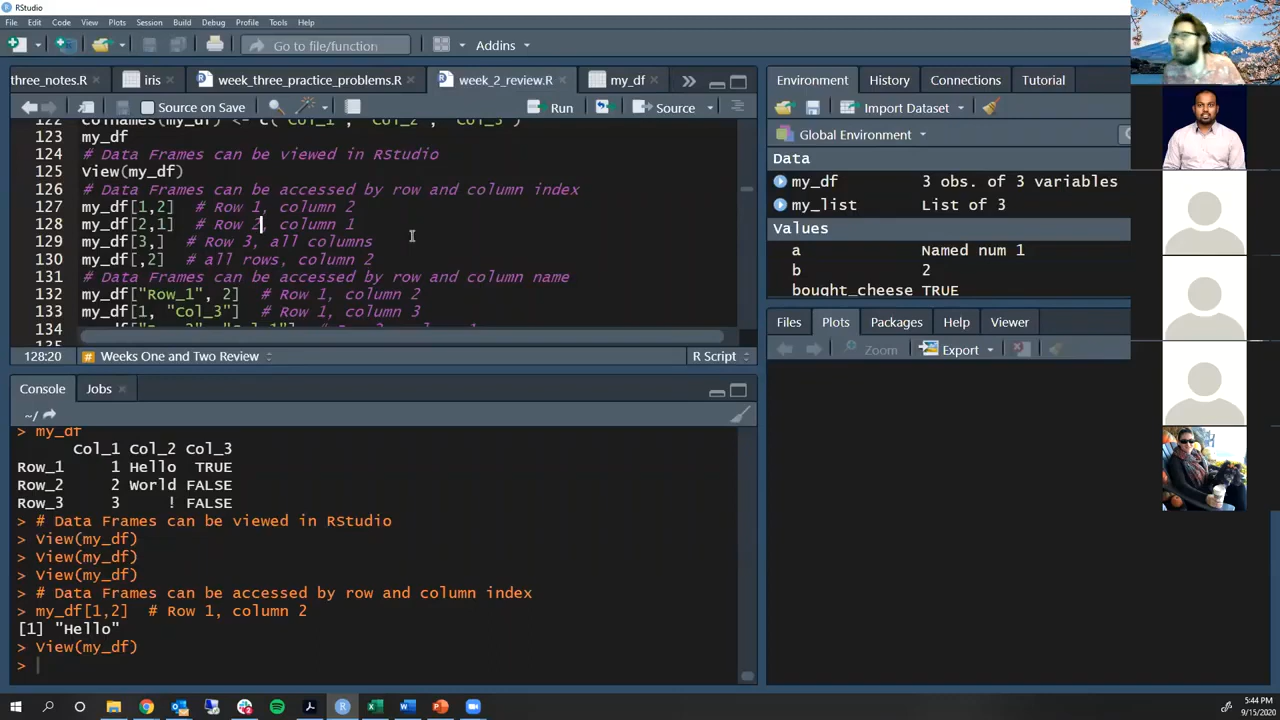 RStudio
File Edit Code View Plots Session Build Debug Profile Tools Help
Go to file/function Addins
three_notes.R iris week_three_practice_problems.R week_2_review.R my_df
Source on Save Run Source
122 colnames(my_df) <- c("Col_1", "Col_2", "Col_3")
123 my_df
124 # Data Frames can be viewed in RStudio
125 View(my_df)
126 # Data Frames can be accessed by row and column index
127 my_df[1,2] # Row 1, column 2
128 my_df[2,1] # Row 2, column 1
129 my_df[3,] # Row 3, all columns
130 my_df[,2] # all rows, column 2
131 # Data Frames can be accessed by row and column name
132 my_df["Row_1", 2] # Row 1, column 2
133 my_df[1, "Col_3"] # Row 1, column 3
134
135
128:20 # Weeks One and Two Review R Script
Console Jobs
~/
> my_df
Col_1 Col_2 Col_3
Row_1 1 Hello TRUE
Row_2 2 World FALSE
Row_3 3 ! FALSE
> # Data Frames can be viewed in RStudio
> View(my_df)
> View(my_df)
> View(my_df)
> # Data Frames can be accessed by row and column index
> my_df[1,2] # Row 1, column 2
[1] "Hello"
> View(my_df)
>
Environment History Connections Tutorial
Import Dataset
Global Environment
Data
my_df 3 obs. of 3 variables
my_list List of 3
Values
a Named num 1
b 2
bought_cheese TRUE
Files Plots Packages Help Viewer
Zoom Export
5:44 PM
9/15/2020